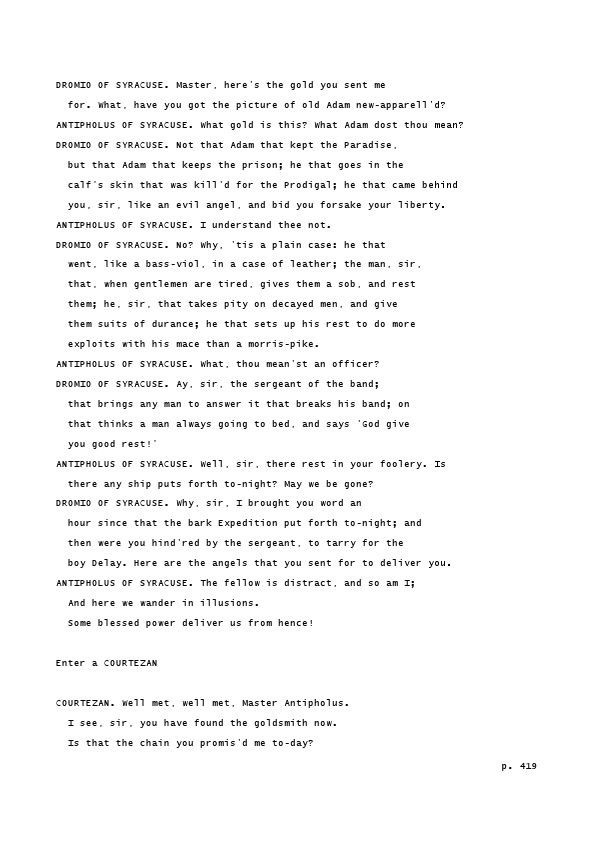 DROMIO OF SYRACUSE. Master, here's the gold you sent me
for. What, have you got the picture of old Adam new-apparell'd?
ANTIPHOLUS OF SYRACUSE. What gold is this? What Adam dost thou mean?
DROMIO OF SYRACUSE. Not that Adam that kept the Paradise,
but that Adam that keeps the prison; he that goes in the
calf's skin that was kill'd for the Prodigal; he that came behind
you, sir, like an evil angel, and bid you forsake your liberty.
ANTIPHOLUS OF SYRACUSE. I understand thee not.
DROMIO OF SYRACUSE. No? Why, 'tis a plain case: he that
went, like a bass-viol, in a case of leather; the man, sir,
that, when gentlemen are tired, gives them a sob, and rest
them; he, sir, that takes pity on decayed men, and give
them suits of durance; he that sets up his rest to do more
exploits with his mace than a morris-pike.
ANTIPHOLUS OF SYRACUSE. What, thou mean'st an officer?
DROMIO OF SYRACUSE. Ay, sir, the sergeant of the band;
that brings any man to answer it that breaks his band; on
that thinks a man always going to bed, and says 'God give
you good rest!'
ANTIPHOLUS OF SYRACUSE. Well, sir, there rest in your foolery. Is
there any ship puts forth to-night? May we be gone?
DROMIO OF SYRACUSE. Why, sir, I brought you word an
hour since that the bark Expedition put forth to-night; and
then were you hind'red by the sergeant, to tarry for the
boy Delay. Here are the angels that you sent for to deliver you.
ANTIPHOLUS OF SYRACUSE. The fellow is distract, and so am I;
And here we wander in illusions.
Some blessed power deliver us from hence!
Enter a COURTEZAN
COURTEZAN. Well met, well met, Master Antipholus.
I see, sir, you have found the goldsmith now.
Is that the chain you promis'd me to-day?
p. 419